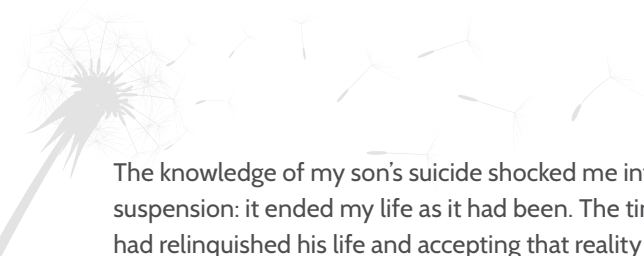 The knowledge of my son’s suicide shocked me
suspension: it ended my life as it had been. The
had relinquished his life and accepting that reality